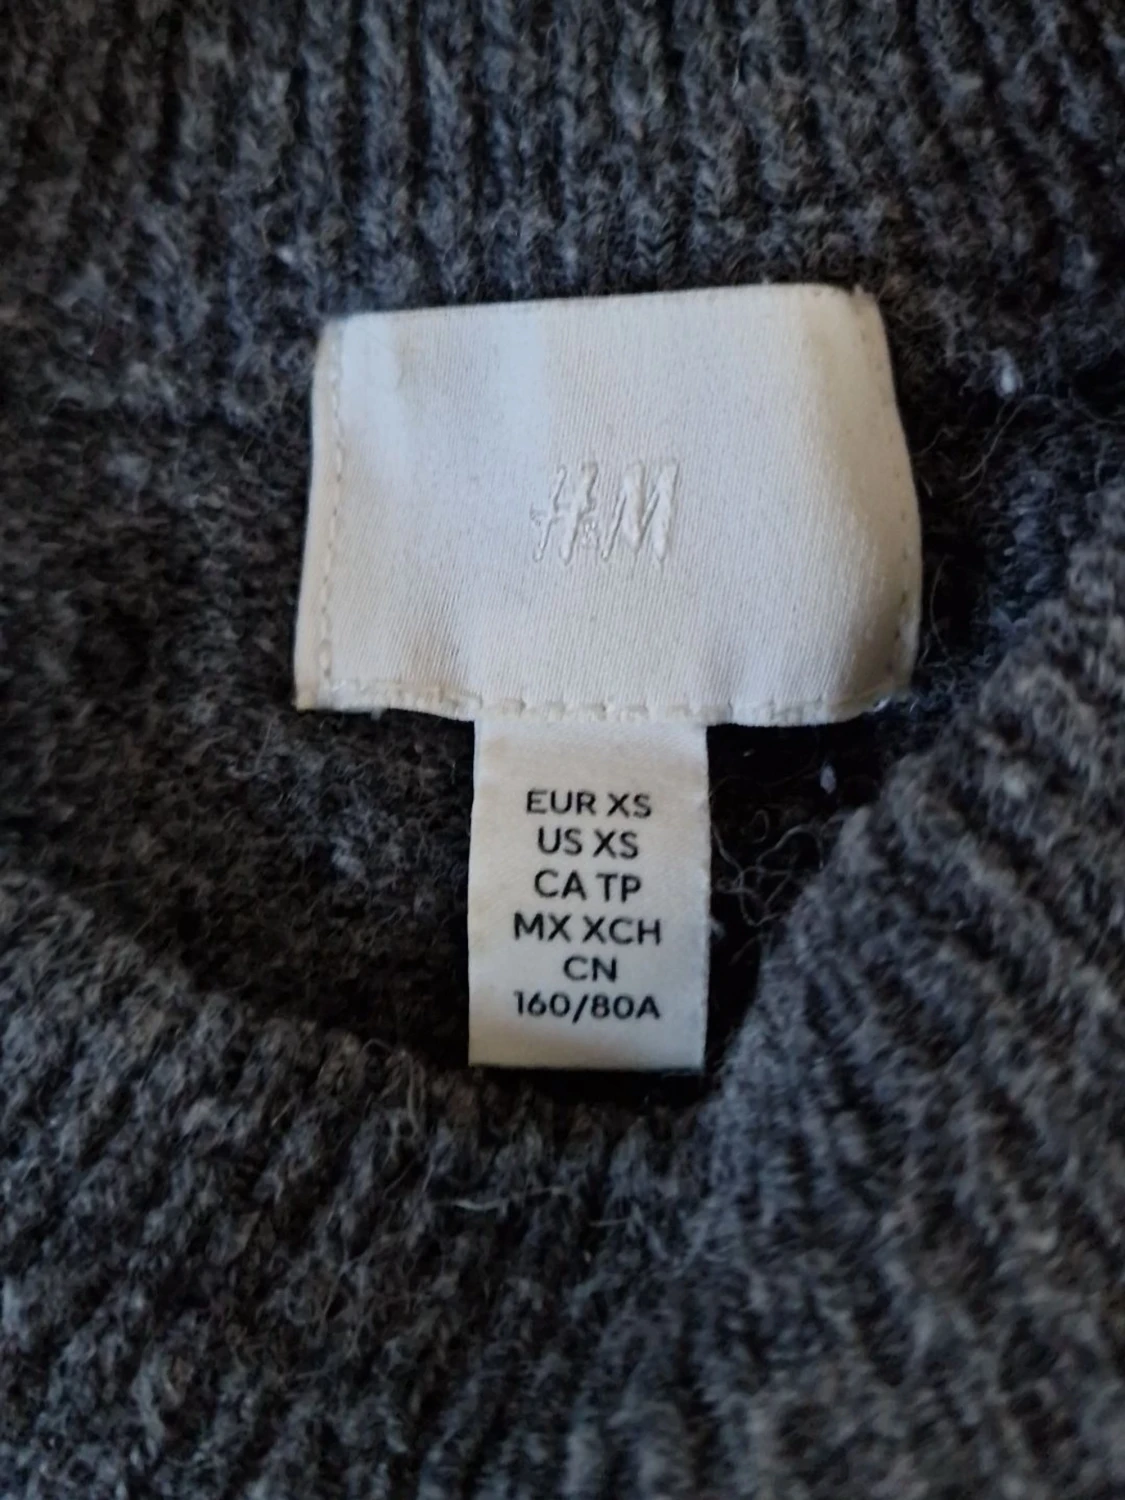 H&M
EUR XS
US XS
CA TP
MX XCH
CN
160/80A